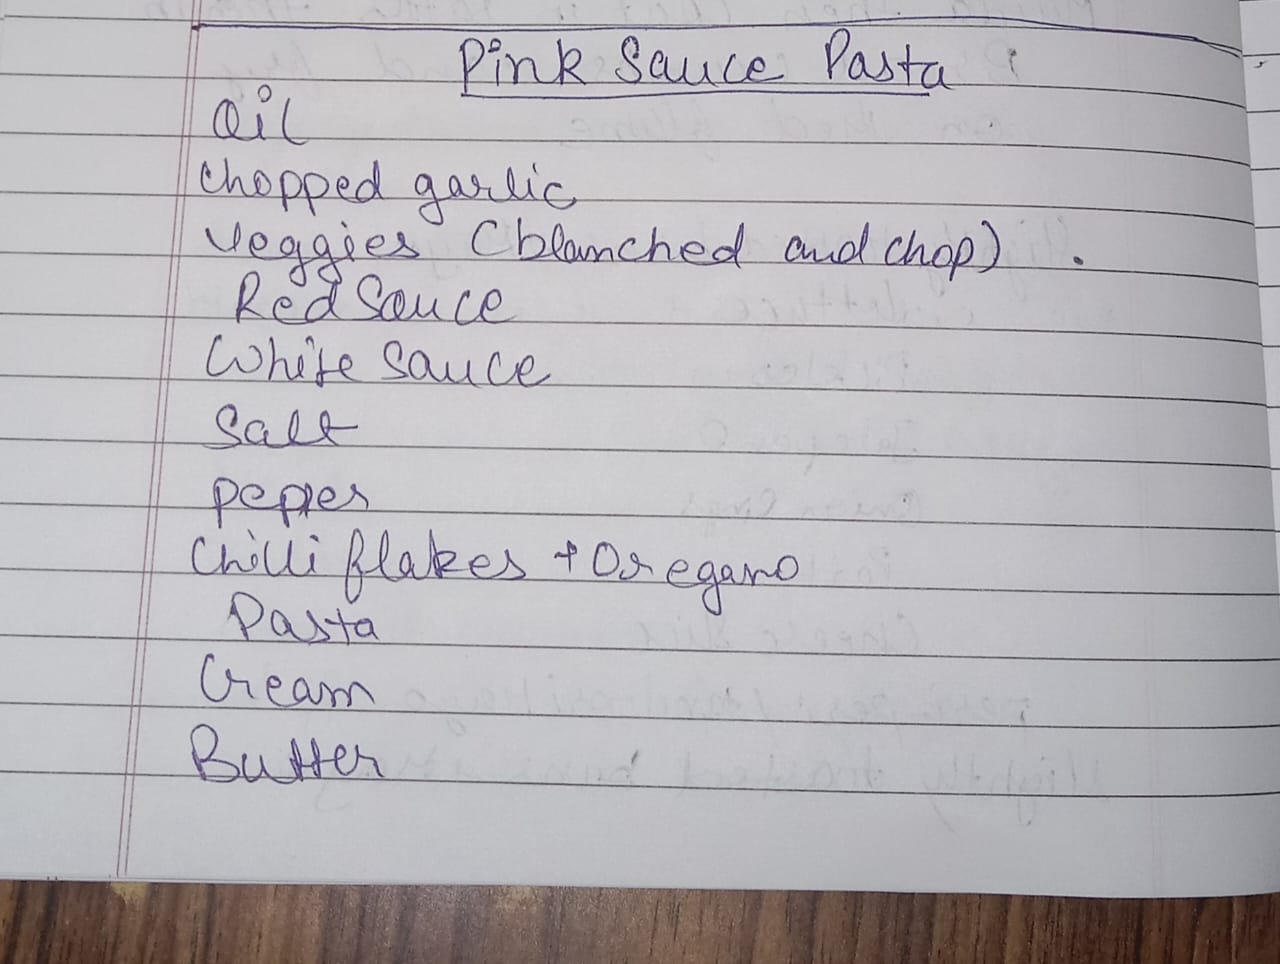 Pink Sauce Pasta
Oil
Chopped garlic
Veggies (blanched and chop) .
Red Sauce
White Sauce
Salt
pepper
Chilli flakes + Oregano
Pasta
Cream
Butter